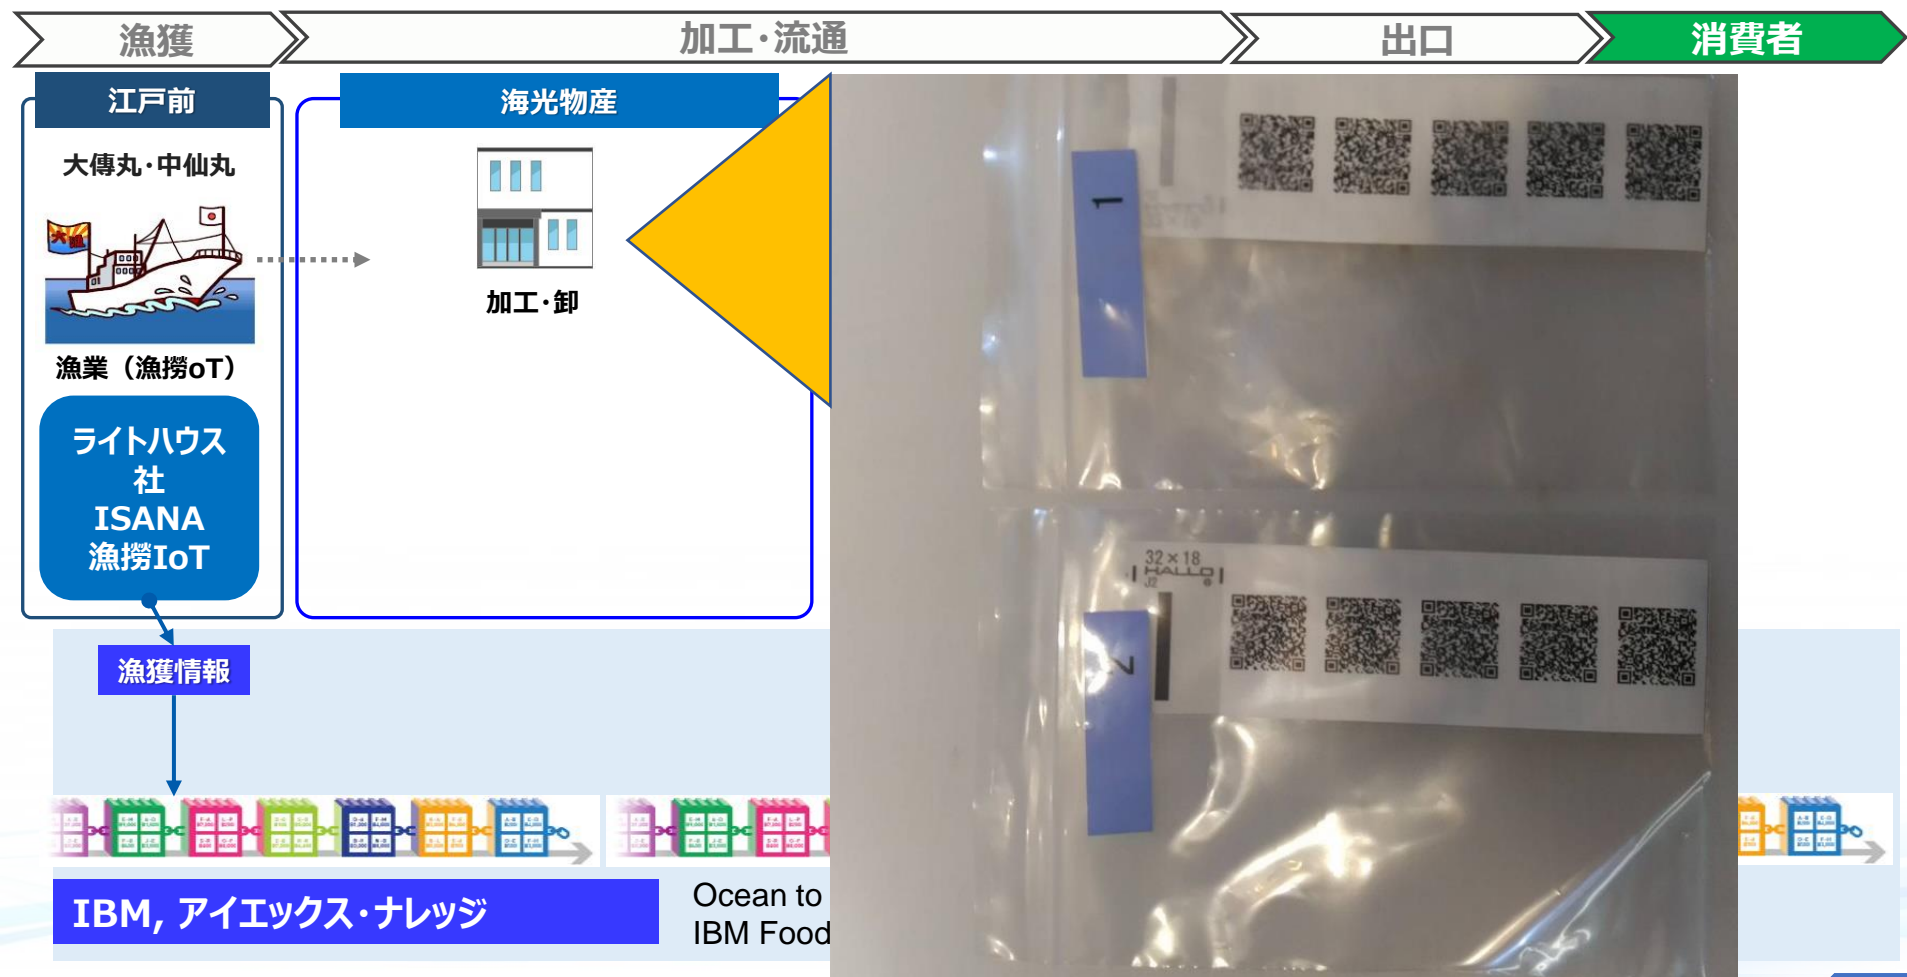 漁獲
加工・流通
出口
消費者
江戸前
大傳丸・中仙丸
大漁
漁業（漁撈oT）
ライトハウス
社
ISANA
漁撈IoT
漁獲情報
海光物産
加工・卸
1
32×18
HALLO
J2
2
IBM, アイエックス・ナレッジ
Ocean to
IBM Food